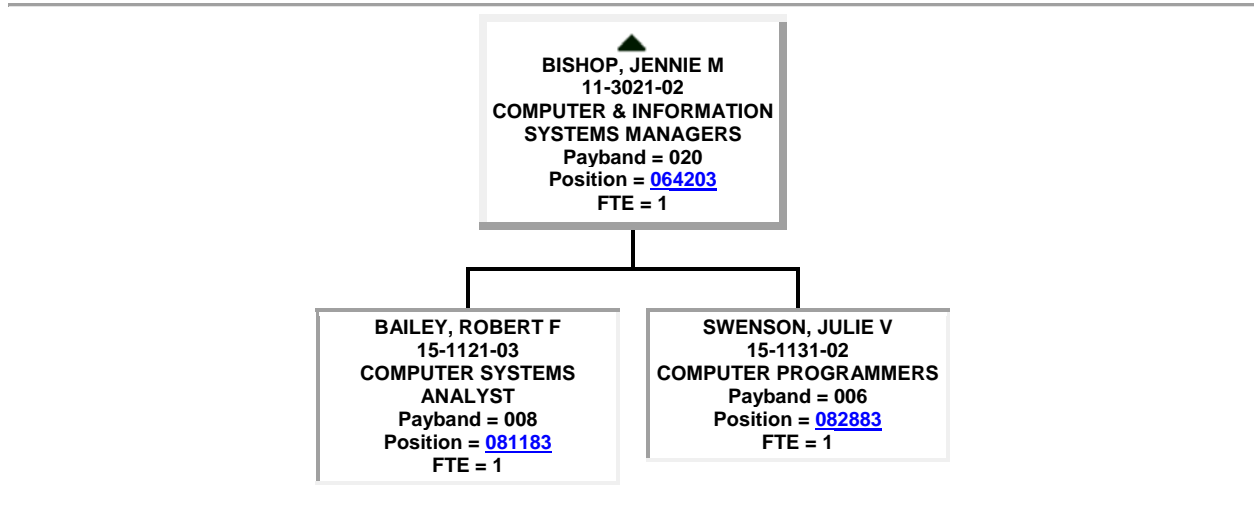 BISHOP, JENNIE M
11-3021-02
COMPUTER & INFORMATION
SYSTEMS MANAGERS
Payband = 020
Position = 064203
FTE = 1
BAILEY, ROBERT F
15-1121-03
COMPUTER SYSTEMS
ANALYST
Payband = 008
Position = 081183
FTE = 1
SWENSON, JULIE V
15-1131-02
COMPUTER PROGRAMMERS
Payband = 006
Position = 082883
FTE = 1